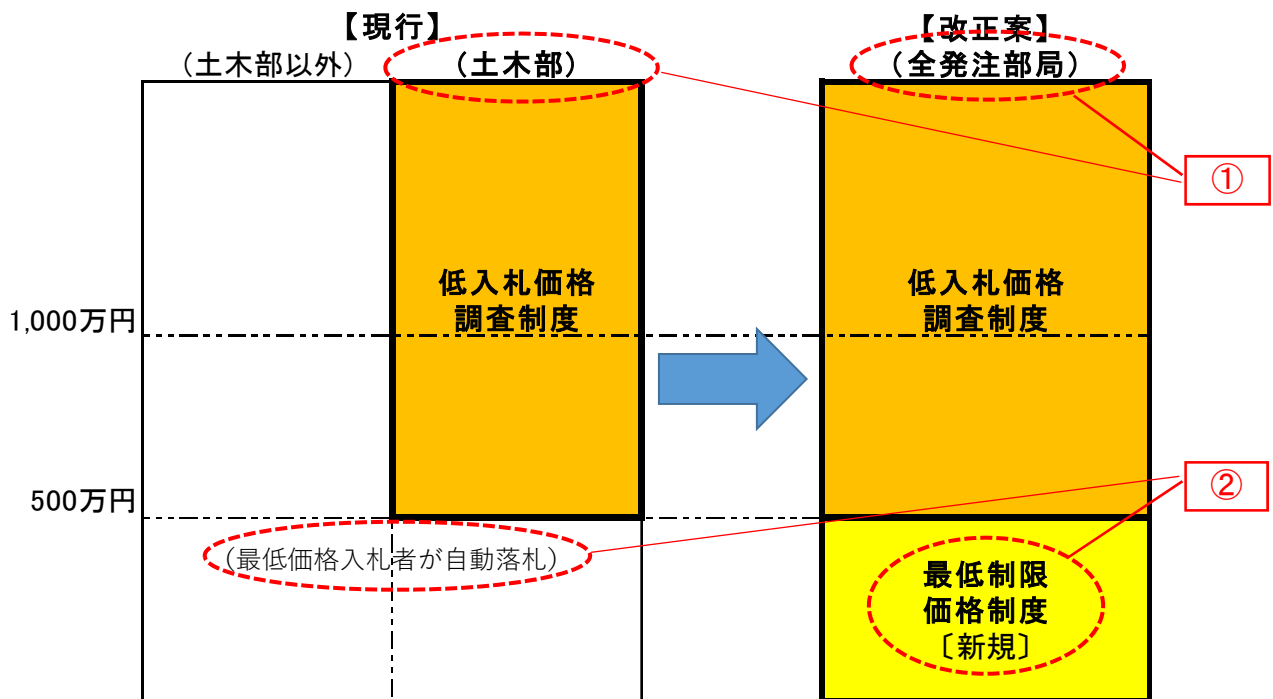 【現行】
(土木部以外)
(土木部)
【改正案】
(全発注部局)
①
低入札価格
調査制度
低入札価格
調査制度
1,000万円
500万円
②
(最低価格入札者が自動落札)
最低制限
価格制度
〔新規〕